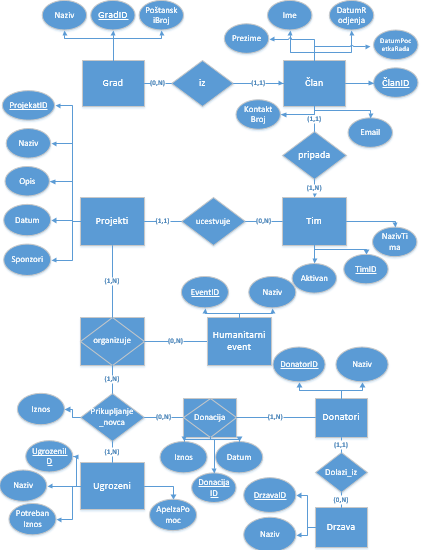 Naziv
GradID
Poštansk
iBroj
Ime
DatumR
odjenja
Prezime
DatumPoc
etkaRada
Grad
(0,N)
iz
(1,1)
Član
ČlanID
ProjekatID
Kontakt
Broj
(1,1)
Email
Naziv
pripada
Opis
(1,N)
Datum
Projekti
(1,1)
ucestvuje
(0,N)
Tim
NazivTi
ma
Sponzori
TimID
Aktivan
(1,N)
EventID
Naziv
organizuje
(0,N)
Humanitarni
event
DonatorID
Naziv
(1,N)
Iznos
Prikupljanje
_novca
(0,N)
Donacija
(1,N)
Donatori
(1,1)
UgrozeniI
D
(1,N)
Iznos
Datum
Dolazi_iz
Naziv
Ugrozeni
Donacija
ID
DrzavaID
(0,N)
Potreban
Iznos
ApelzaPo
moc
Naziv
Drzava